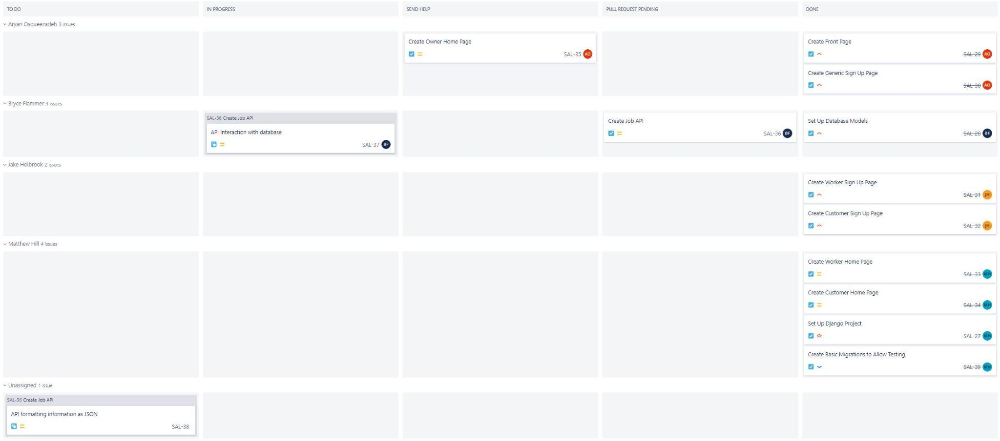 TO DO
IN PROGRESS
SEND HELP
PULL REQUEST PENDING
DONE
Aryan Osqueezadeh 3 issues
Create Owner Home Page
SAL-35 AO
Create Front Page
SAL-29 AO
Create Generic Sign Up Page
SAL-30 AO
Bryce Flammer 3 issues
SAL-36 Create Job API
API Interaction with database
SAL-37 BF
Create Job API
SAL-36 BF
Set Up Database Models
SAL-28 BF
Jake Holbrook 2 issues
Create Worker Sign Up Page
SAL-31 JH
Create Customer Sign Up Page
SAL-32 JH
Matthew Hill 4 issues
Create Worker Home Page
SAL-33 MH
Create Customer Home Page
SAL-34 MH
Set Up Django Project
SAL-27 MH
Create Basic Migrations to Allow Testing
SAL-39 MH
Unassigned 1 issue
SAL-36 Create Job API
API formatting information as JSON
SAL-38